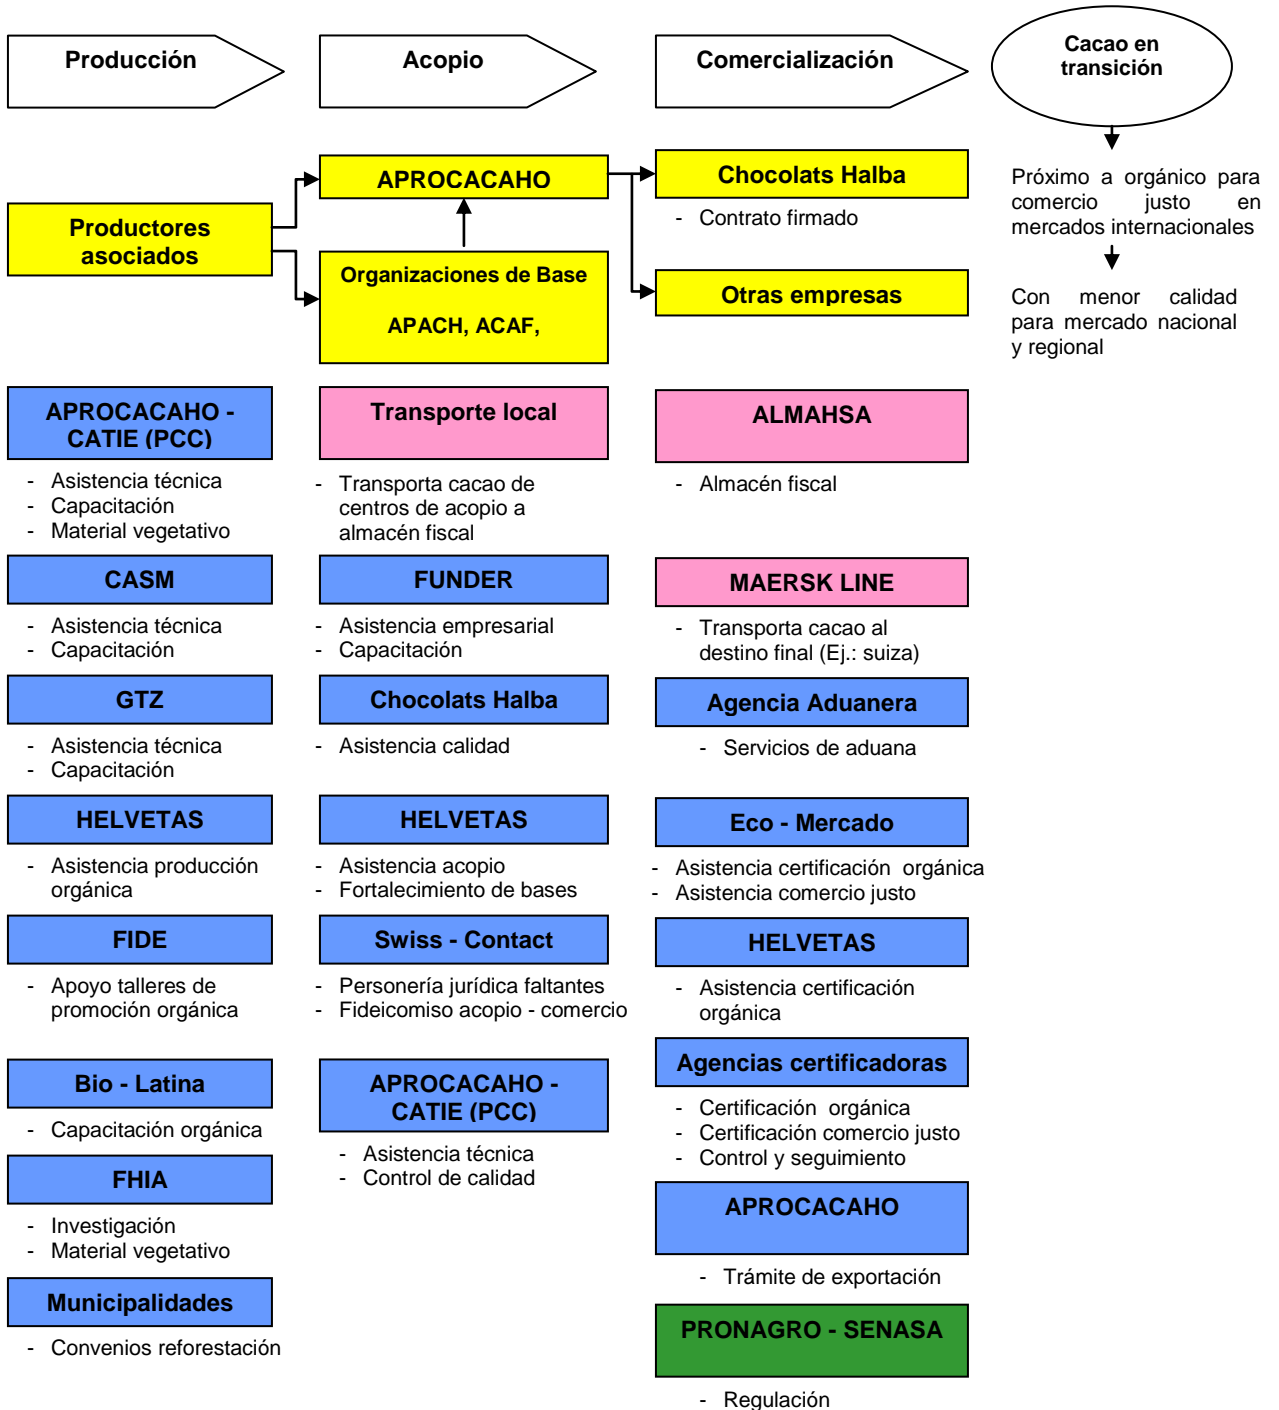 Producción
Acopio
Comercialización
Cacao en
transición
Productores
asociados
APROCACAHO
Organizaciones de Base
APACH, ACAF,
Chocolats Halba
- Contrato firmado
Otras empresas
Próximo a orgánico para
comercio justo en
mercados internacionales
Con menor calidad
para mercado nacional
y regional
APROCACAHO -
CATIE (PCC)
- Asistencia técnica
- Capacitación
- Material vegetativo
CASM
- Asistencia técnica
- Capacitación
GTZ
- Asistencia técnica
- Capacitación
HELVETAS
- Asistencia producción
orgánica
FIDE
- Apoyo talleres de
promoción orgánica
Bio - Latina
- Capacitación orgánica
FHIA
- Investigación
- Material vegetativo
Municipalidades
- Convenios reforestación
Transporte local
- Transporta cacao de
centros de acopio a
almacén fiscal
FUNDER
- Asistencia empresarial
- Capacitación
Chocolats Halba
- Asistencia calidad
HELVETAS
- Asistencia acopio
- Fortalecimiento de bases
Swiss - Contact
- Personería jurídica faltantes
- Fideicomiso acopio - comercio
APROCACAHO -
CATIE (PCC)
- Asistencia técnica
- Control de calidad
ALMAHSA
- Almacén fiscal
MAERSK LINE
- Transporta cacao al
destino final (Ej.: suiza)
Agencia Aduanera
- Servicios de aduana
Eco - Mercado
- Asistencia certificación orgánica
- Asistencia comercio justo
HELVETAS
- Asistencia certificación
orgánica
Agencias certificadoras
- Certificación orgánica
- Certificación comercio justo
- Control y seguimiento
APROCACAHO
- Trámite de exportación
PRONAGRO - SENASA
- Regulación